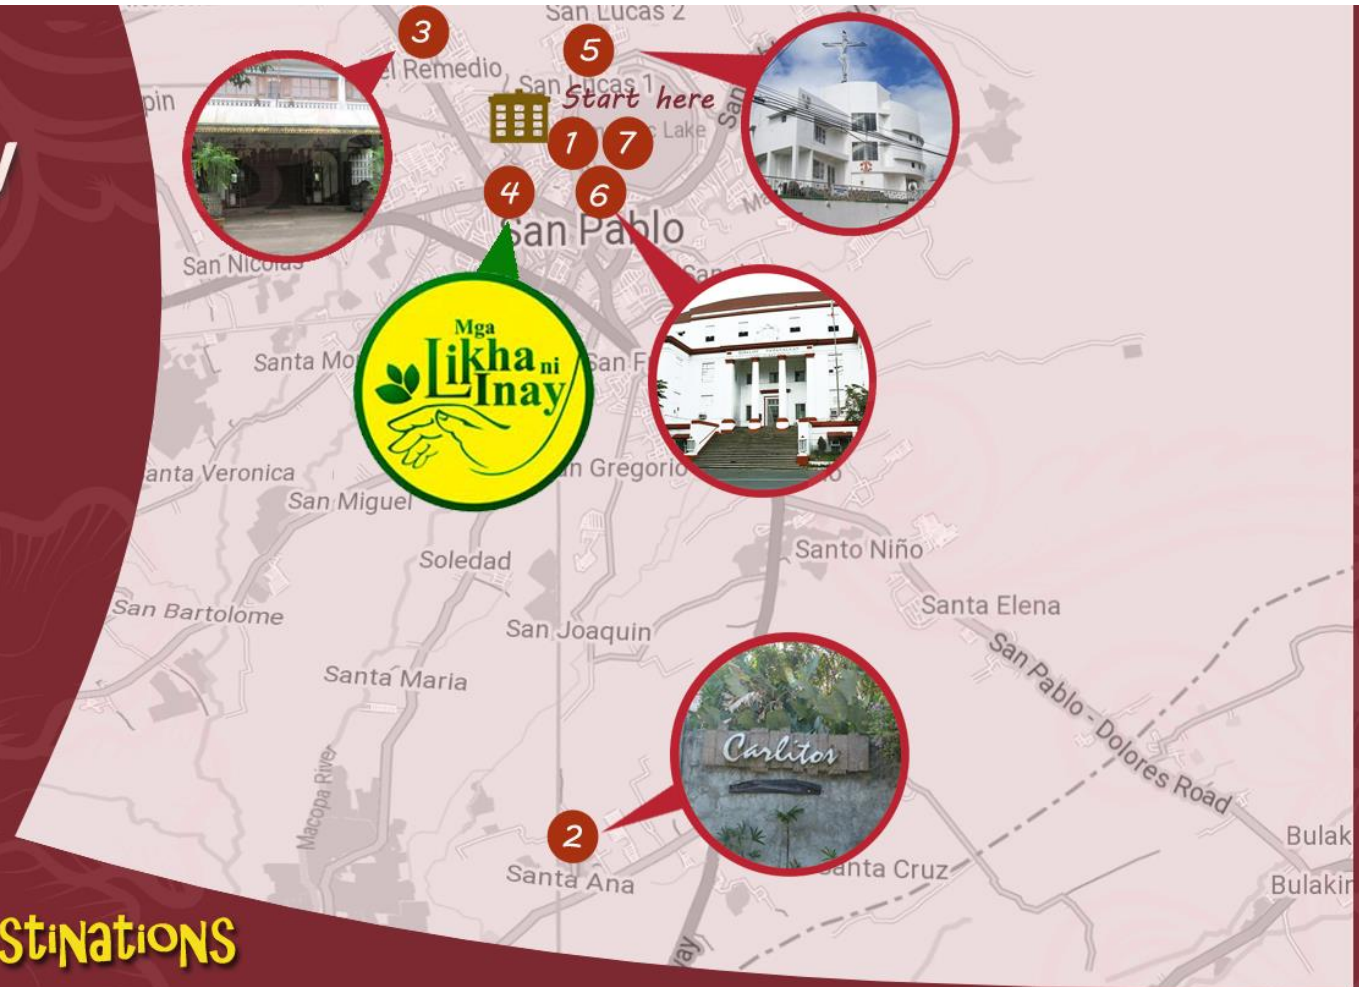 San Lucas 2
3
5
el Remedio
San Lucas 1
pin
Start here
Lake
1
7
4
6
San Pablo
San Nicolas
San
Mga
Likha ni
Inay
Santa Mo
San F
anta Veronica
n Gregorio
San Miguel
Soledad
Santo Niño
San Bartolome
Santa Elena
San Joaquin
Santa Maria
San Pablo - Dolores Road
Carlitos
Macopa River
2
Bulak
Santa Ana
anta Cruz
Bulakin
way
StiNatioNS